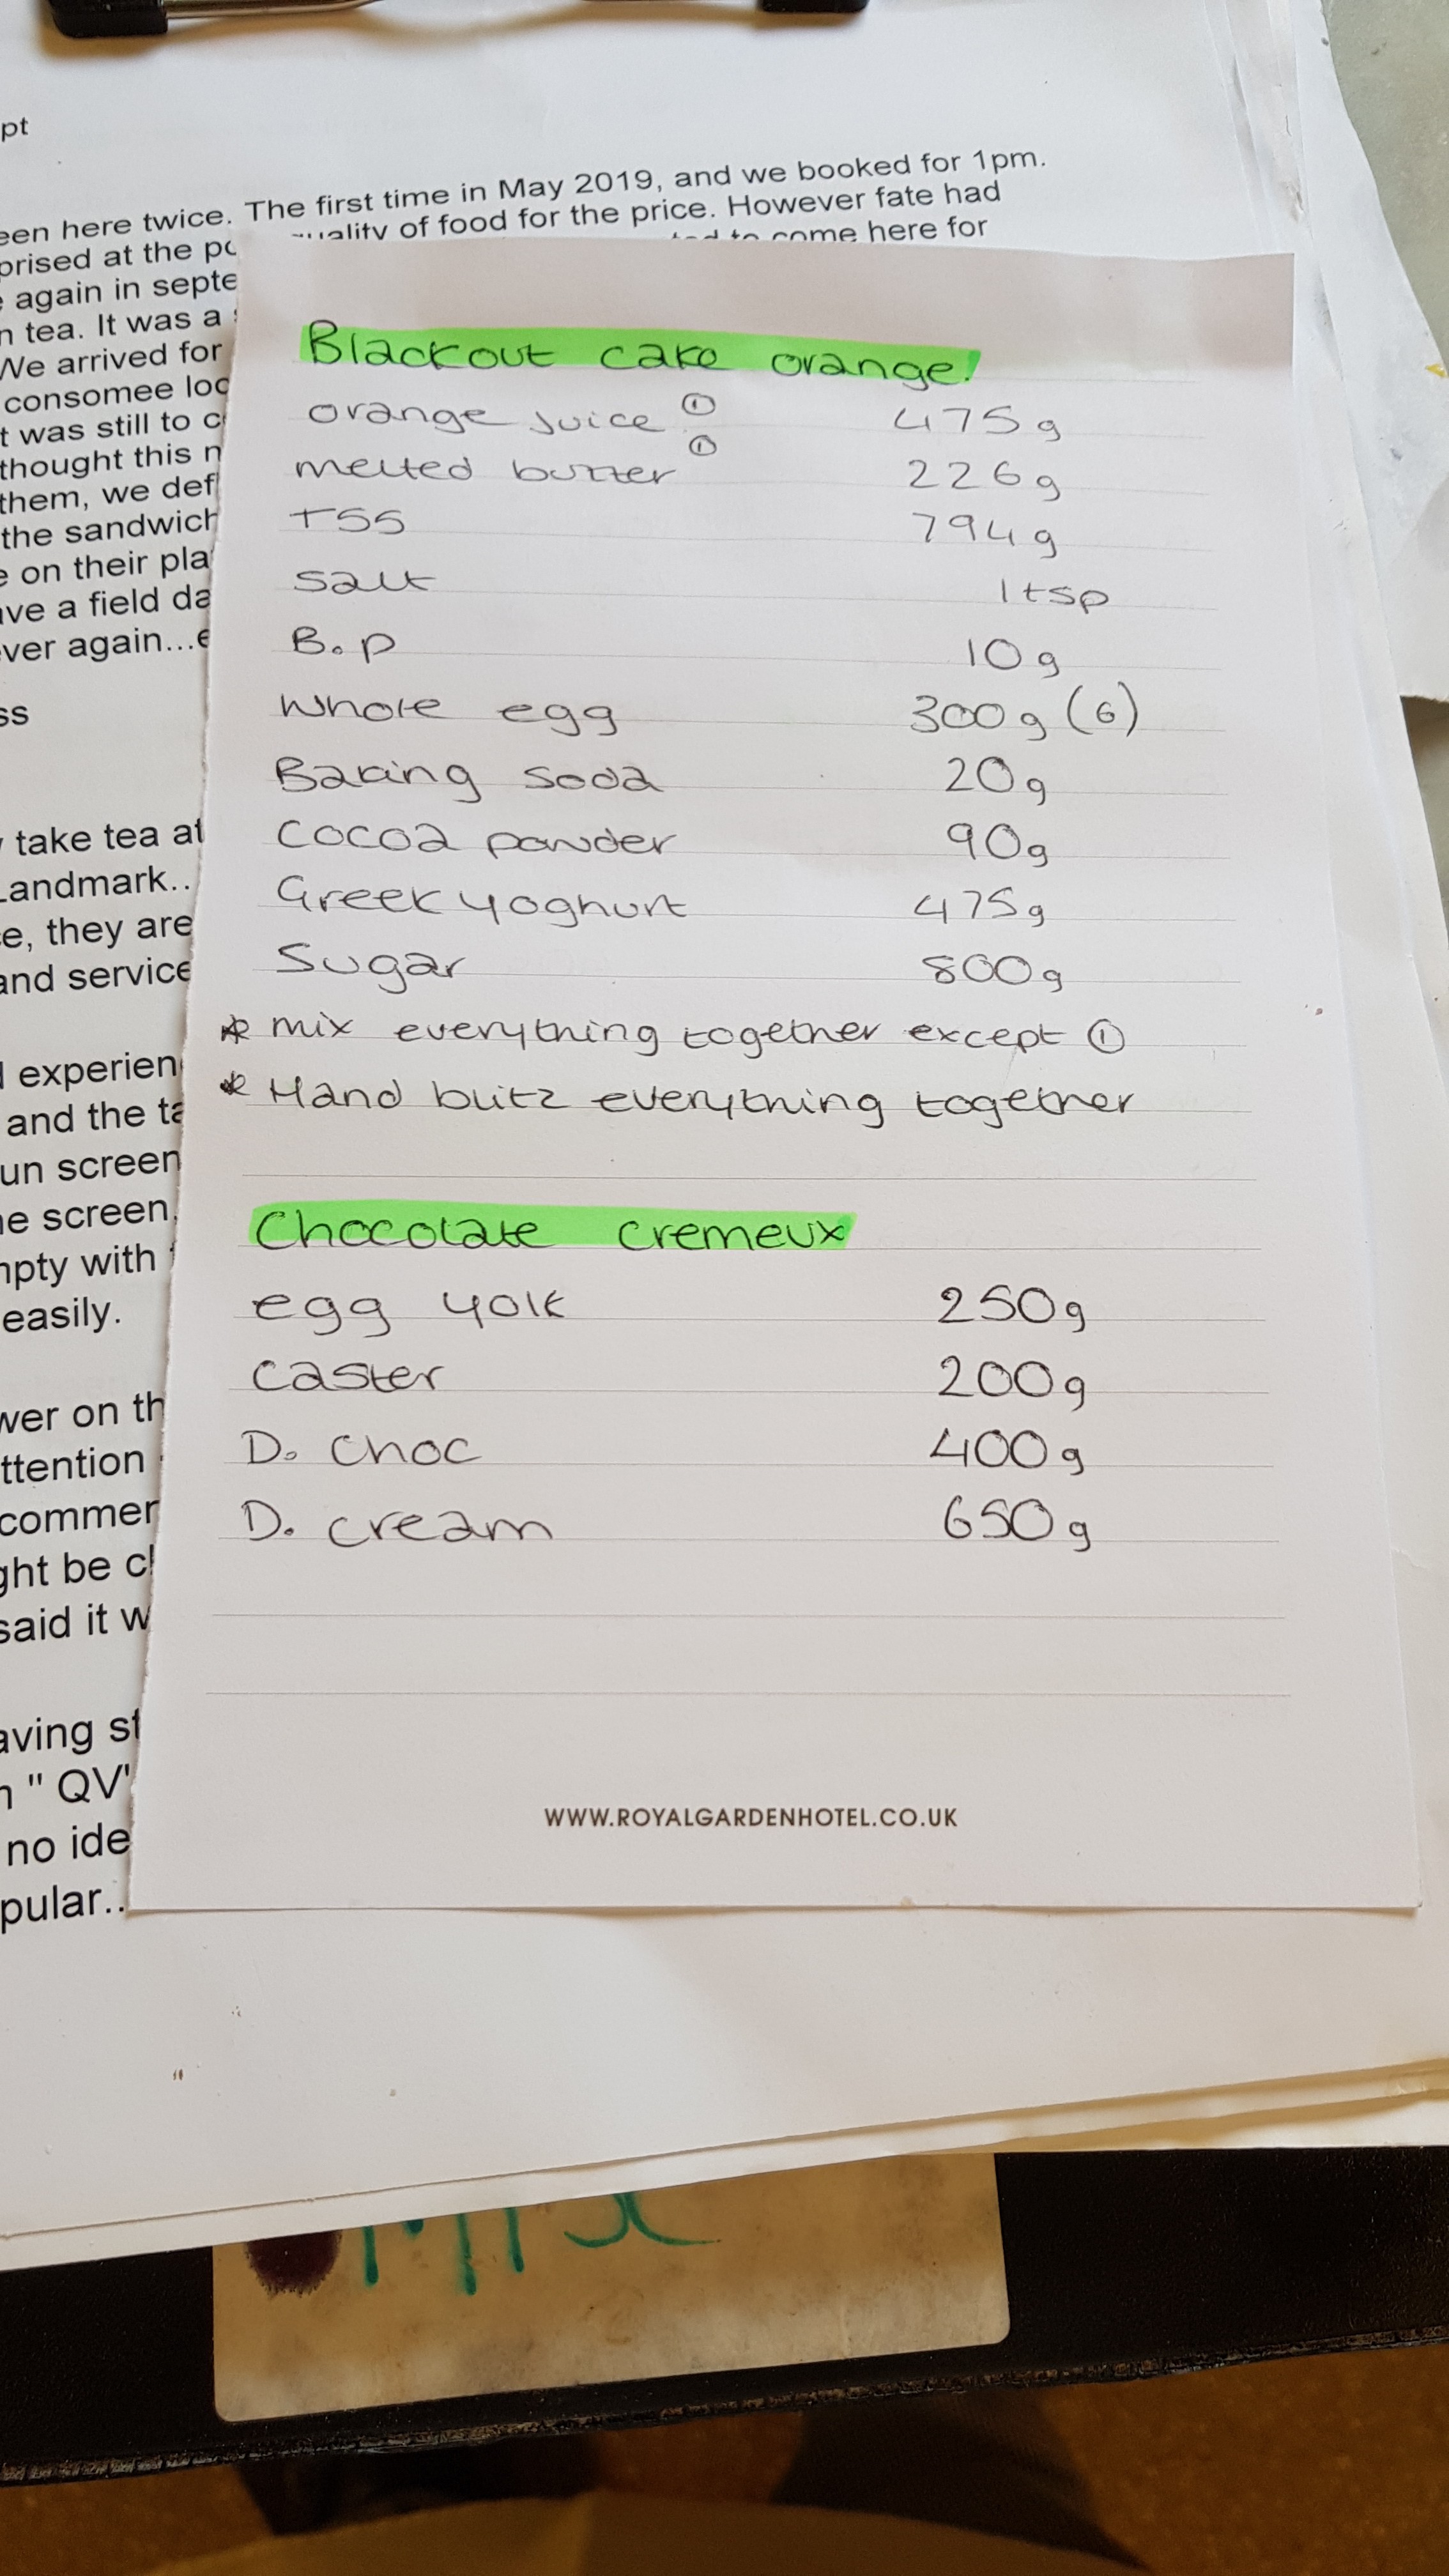 pt
een here twice. The first time in May 2019, and we booked for 1pm.
prised at the po quality of food for the price. However fate had
again in septe to come here for
n tea. It was a
We arrived for
consomee loo
t was still to c
thought this n
them, we def
the sandwich
e on their pla
ave a field da
ver again...e
ss
take tea at
Landmark..
e, they are
and service
d experien
and the ta
un screen
e screen,
mpty with
easily.
wer on th
ttention
commer
ght be cl
said it w
aving st
" QV"
no ide
pular..
Blackout cake orange!
orange juice ① 475g
melted butter ① 226g
TSS 794g
salt 1tsp
B.p 10g
Whole egg 300g (6)
Baking soda 20g
Cocoa powder 90g
Greek yoghurt 475g
Sugar 800g
* mix everything together except ①
* Hand blitz everything together
Chocolate cremeux
egg yolk 250g
caster 200g
D. choc 400g
D. cream 650g
WWW.ROYALGARDENHOTEL.CO.UK